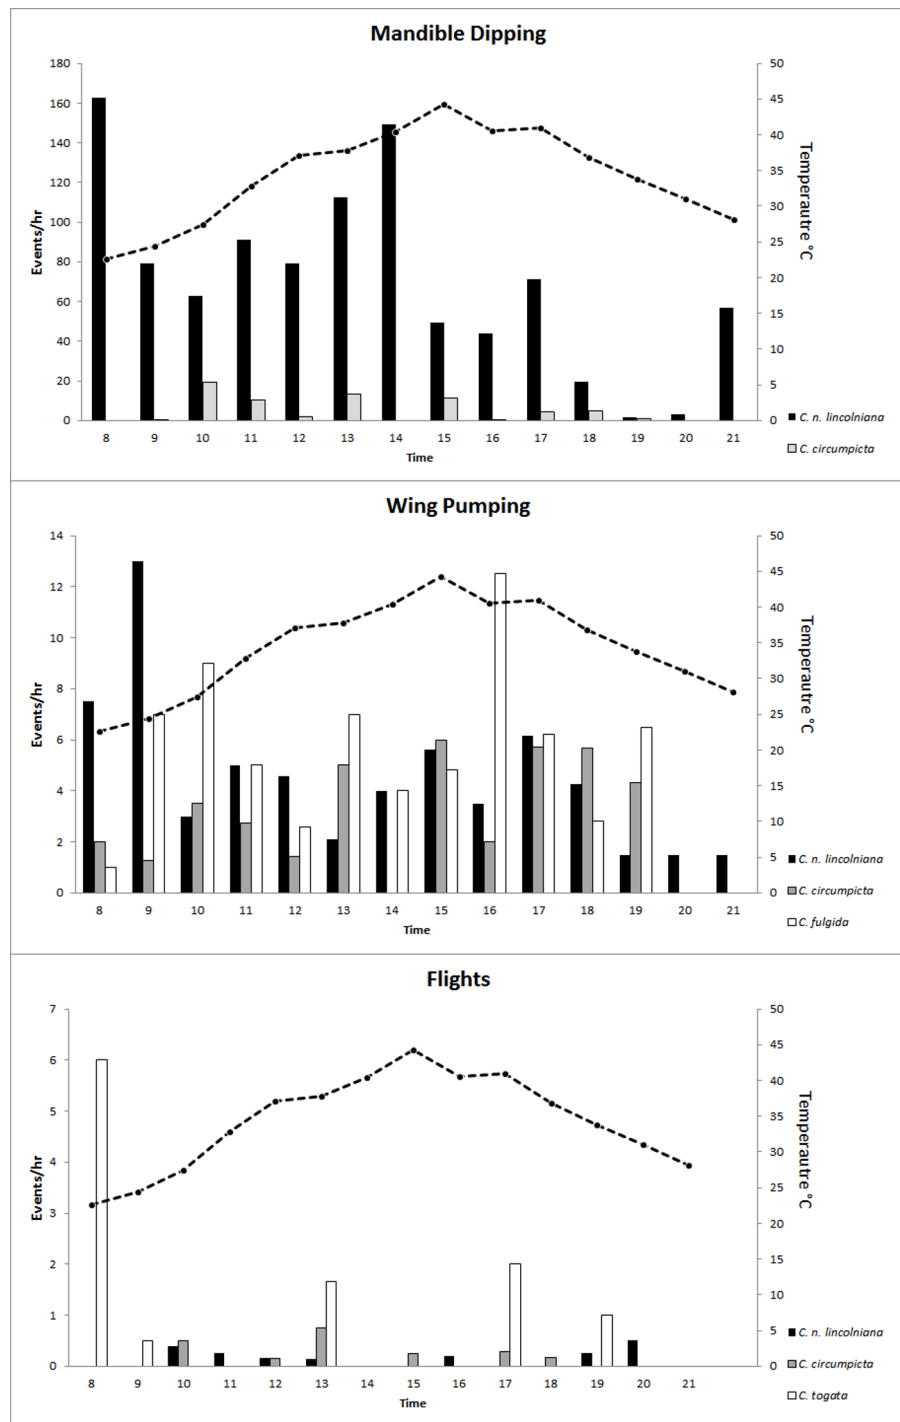 Mandible Dipping
180
160
140
120
100
80
60
40
20
0
Events/hr
50
45
40
35
30
25
20
15
10
5
0
Temperautre °C
8 9 10 11 12 13 14 15 16 17 18 19 20 21
Time
C. n. lincolniana
C. circumpicta
Wing Pumping
14
12
10
8
6
4
2
0
Events/hr
50
45
40
35
30
25
20
15
10
5
0
Temperautre °C
8 9 10 11 12 13 14 15 16 17 18 19 20 21
Time
C. n. lincolniana
C. circumpicta
C. fulgida
Flights
7
6
5
4
3
2
1
0
Events/hr
50
45
40
35
30
25
20
15
10
5
0
Temperautre °C
8 9 10 11 12 13 14 15 16 17 18 19 20 21
Time
C. n. lincolniana
C. circumpicta
C. togata